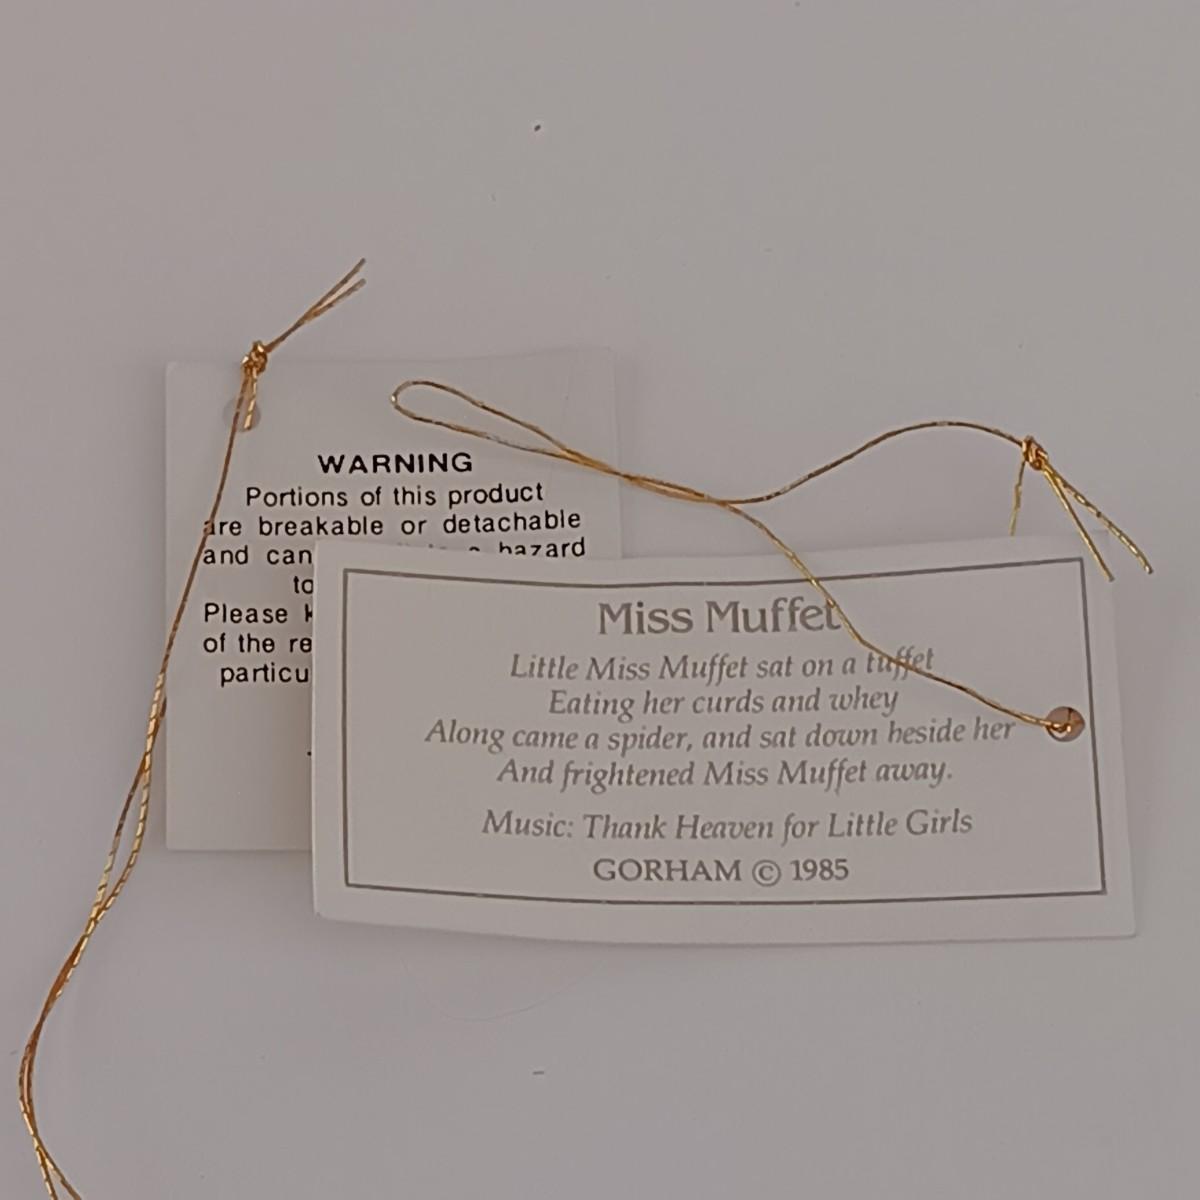 WARNING
Portions of this product
are breakable or detachable
and can a hazard
to
Please
of the re
particu
Miss Muffet
Little Miss Muffet sat on a tuffet
Eating her curds and whey
Along came a spider, and sat down beside her
And frightened Miss Muffet away.
Music: Thank Heaven for Little Girls
GORHAM © 1985